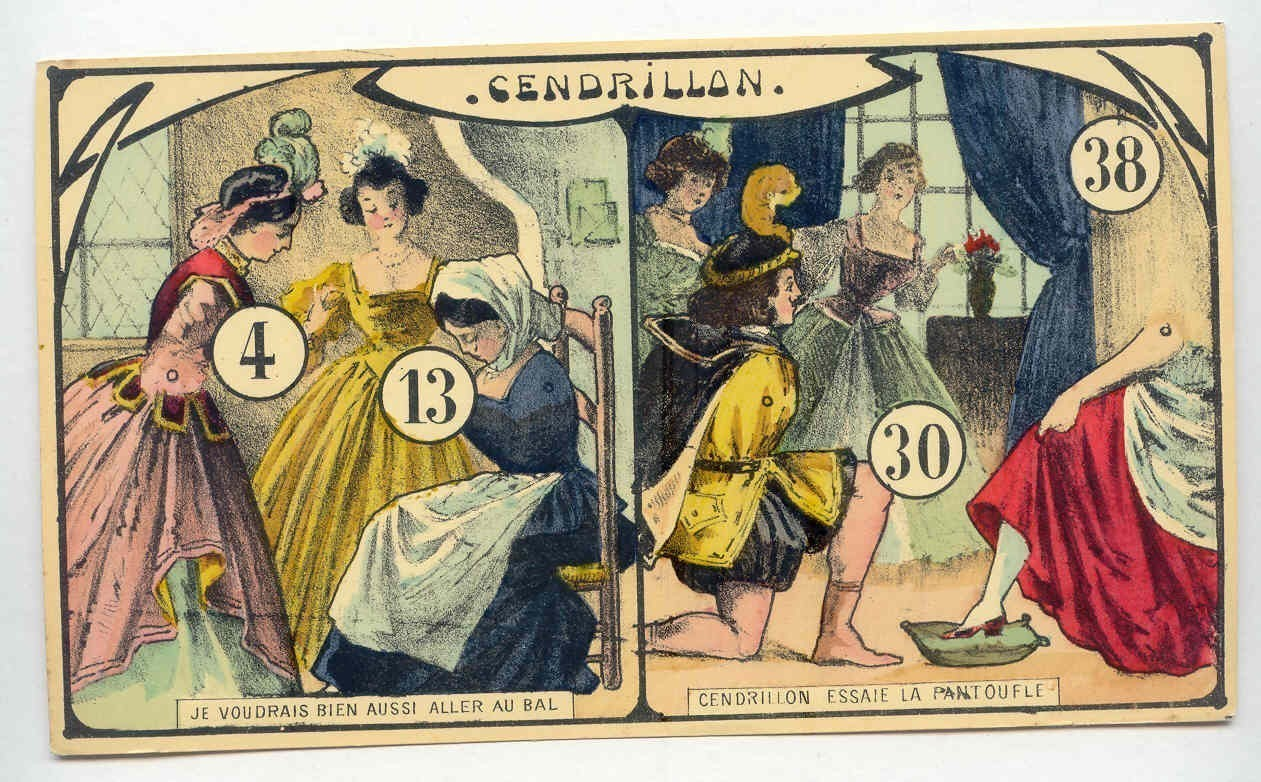 .CENDRiLLON.
4
13
38
30
JE VOUDRAIS BIEN AUSSI ALLER AU BAL
CENDRILLON ESSAIE LA PANTOUFLE